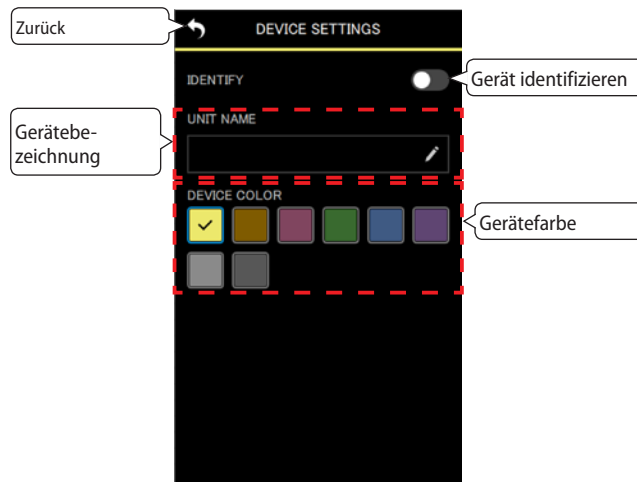 Zurück
DEVICE SETTINGS
IDENTIFY
Gerät identifizieren
UNIT NAME
Gerätebe-
zeichnung
DEVICE COLOR
Gerätefarbe